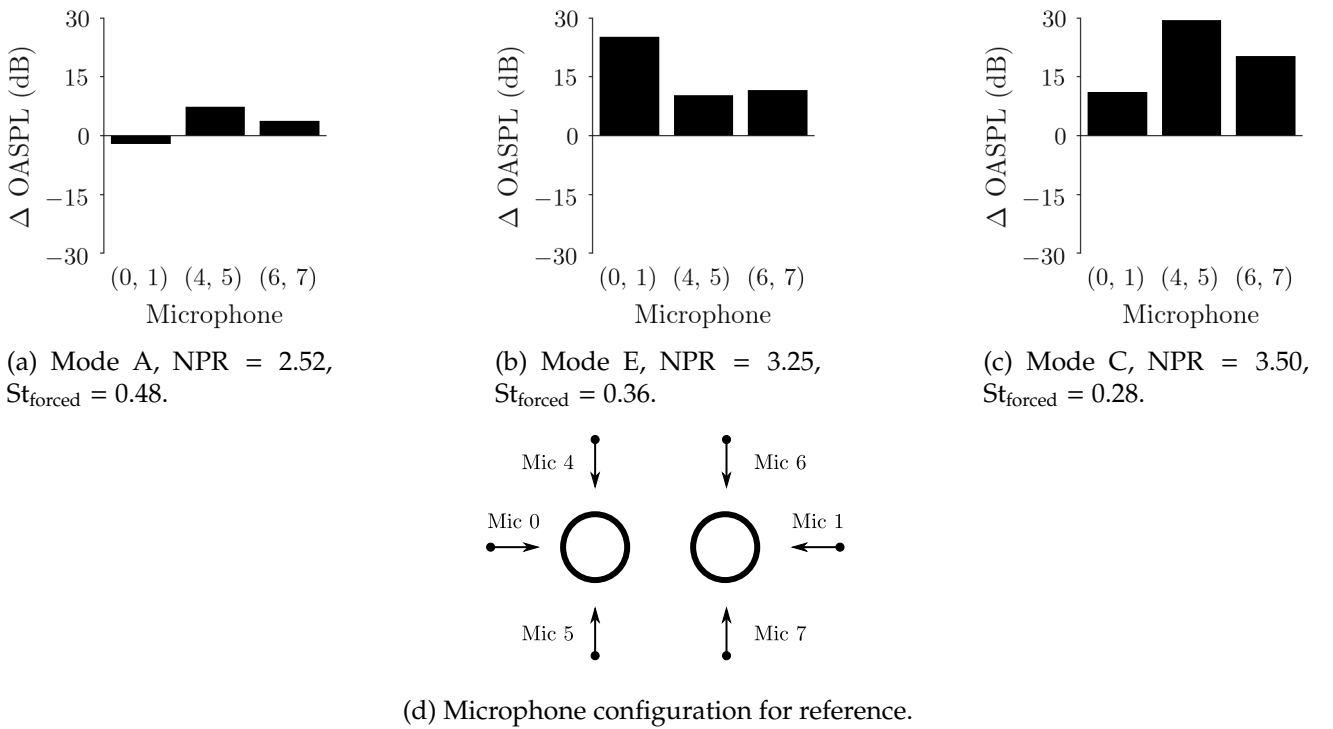 30
15
0
−15
−30
Δ OASPL (dB)
(0, 1) (4, 5) (6, 7)
Microphone
(a) Mode A, NPR = 2.52,
St_forced = 0.48.
30
15
0
−15
−30
Δ OASPL (dB)
(0, 1) (4, 5) (6, 7)
Microphone
(b) Mode E, NPR = 3.25,
St_forced = 0.36.
30
15
0
−15
−30
Δ OASPL (dB)
(0, 1) (4, 5) (6, 7)
Microphone
(c) Mode C, NPR = 3.50,
St_forced = 0.28.
Mic 4
Mic 6
Mic 0
Mic 1
Mic 5
Mic 7
(d) Microphone configuration for reference.